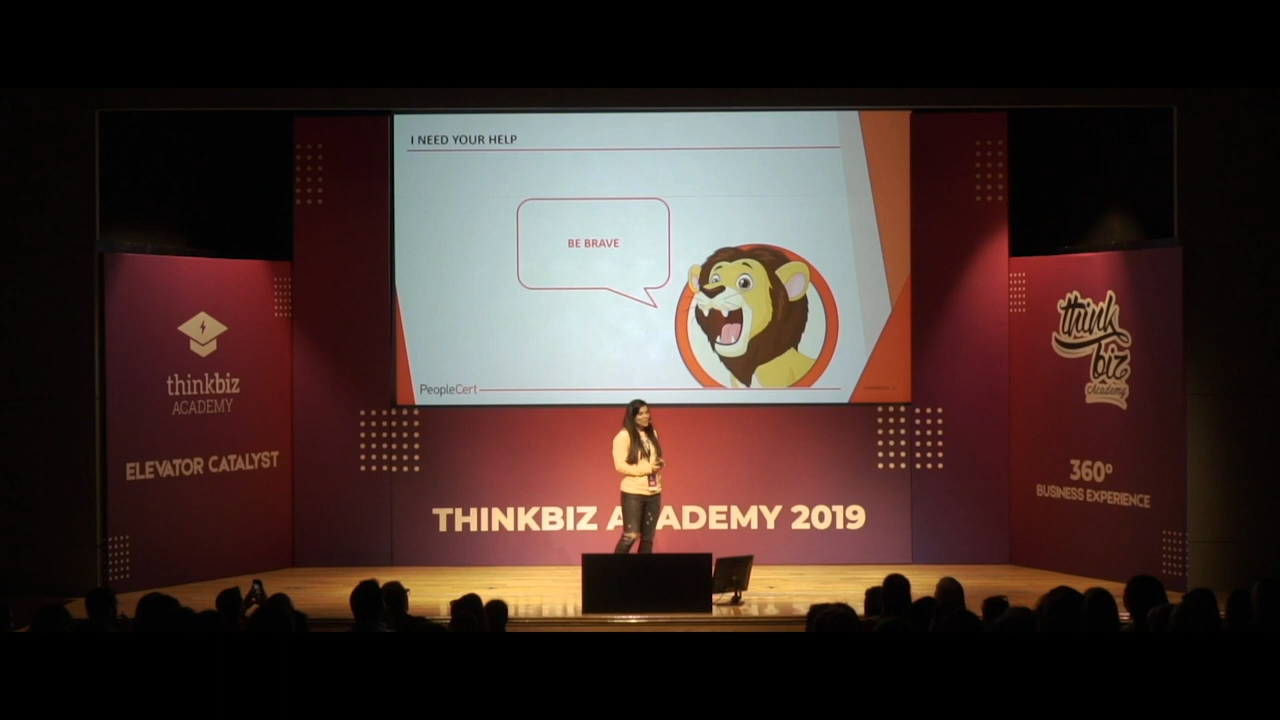 I NEED YOUR HELP
BE BRAVE
PeopleCert
thinkbiz
ACADEMY
ELEVATOR CATALYST
think
biz
Academy
360°
BUSINESS EXPERIENCE
THINKBIZ ACADEMY 2019